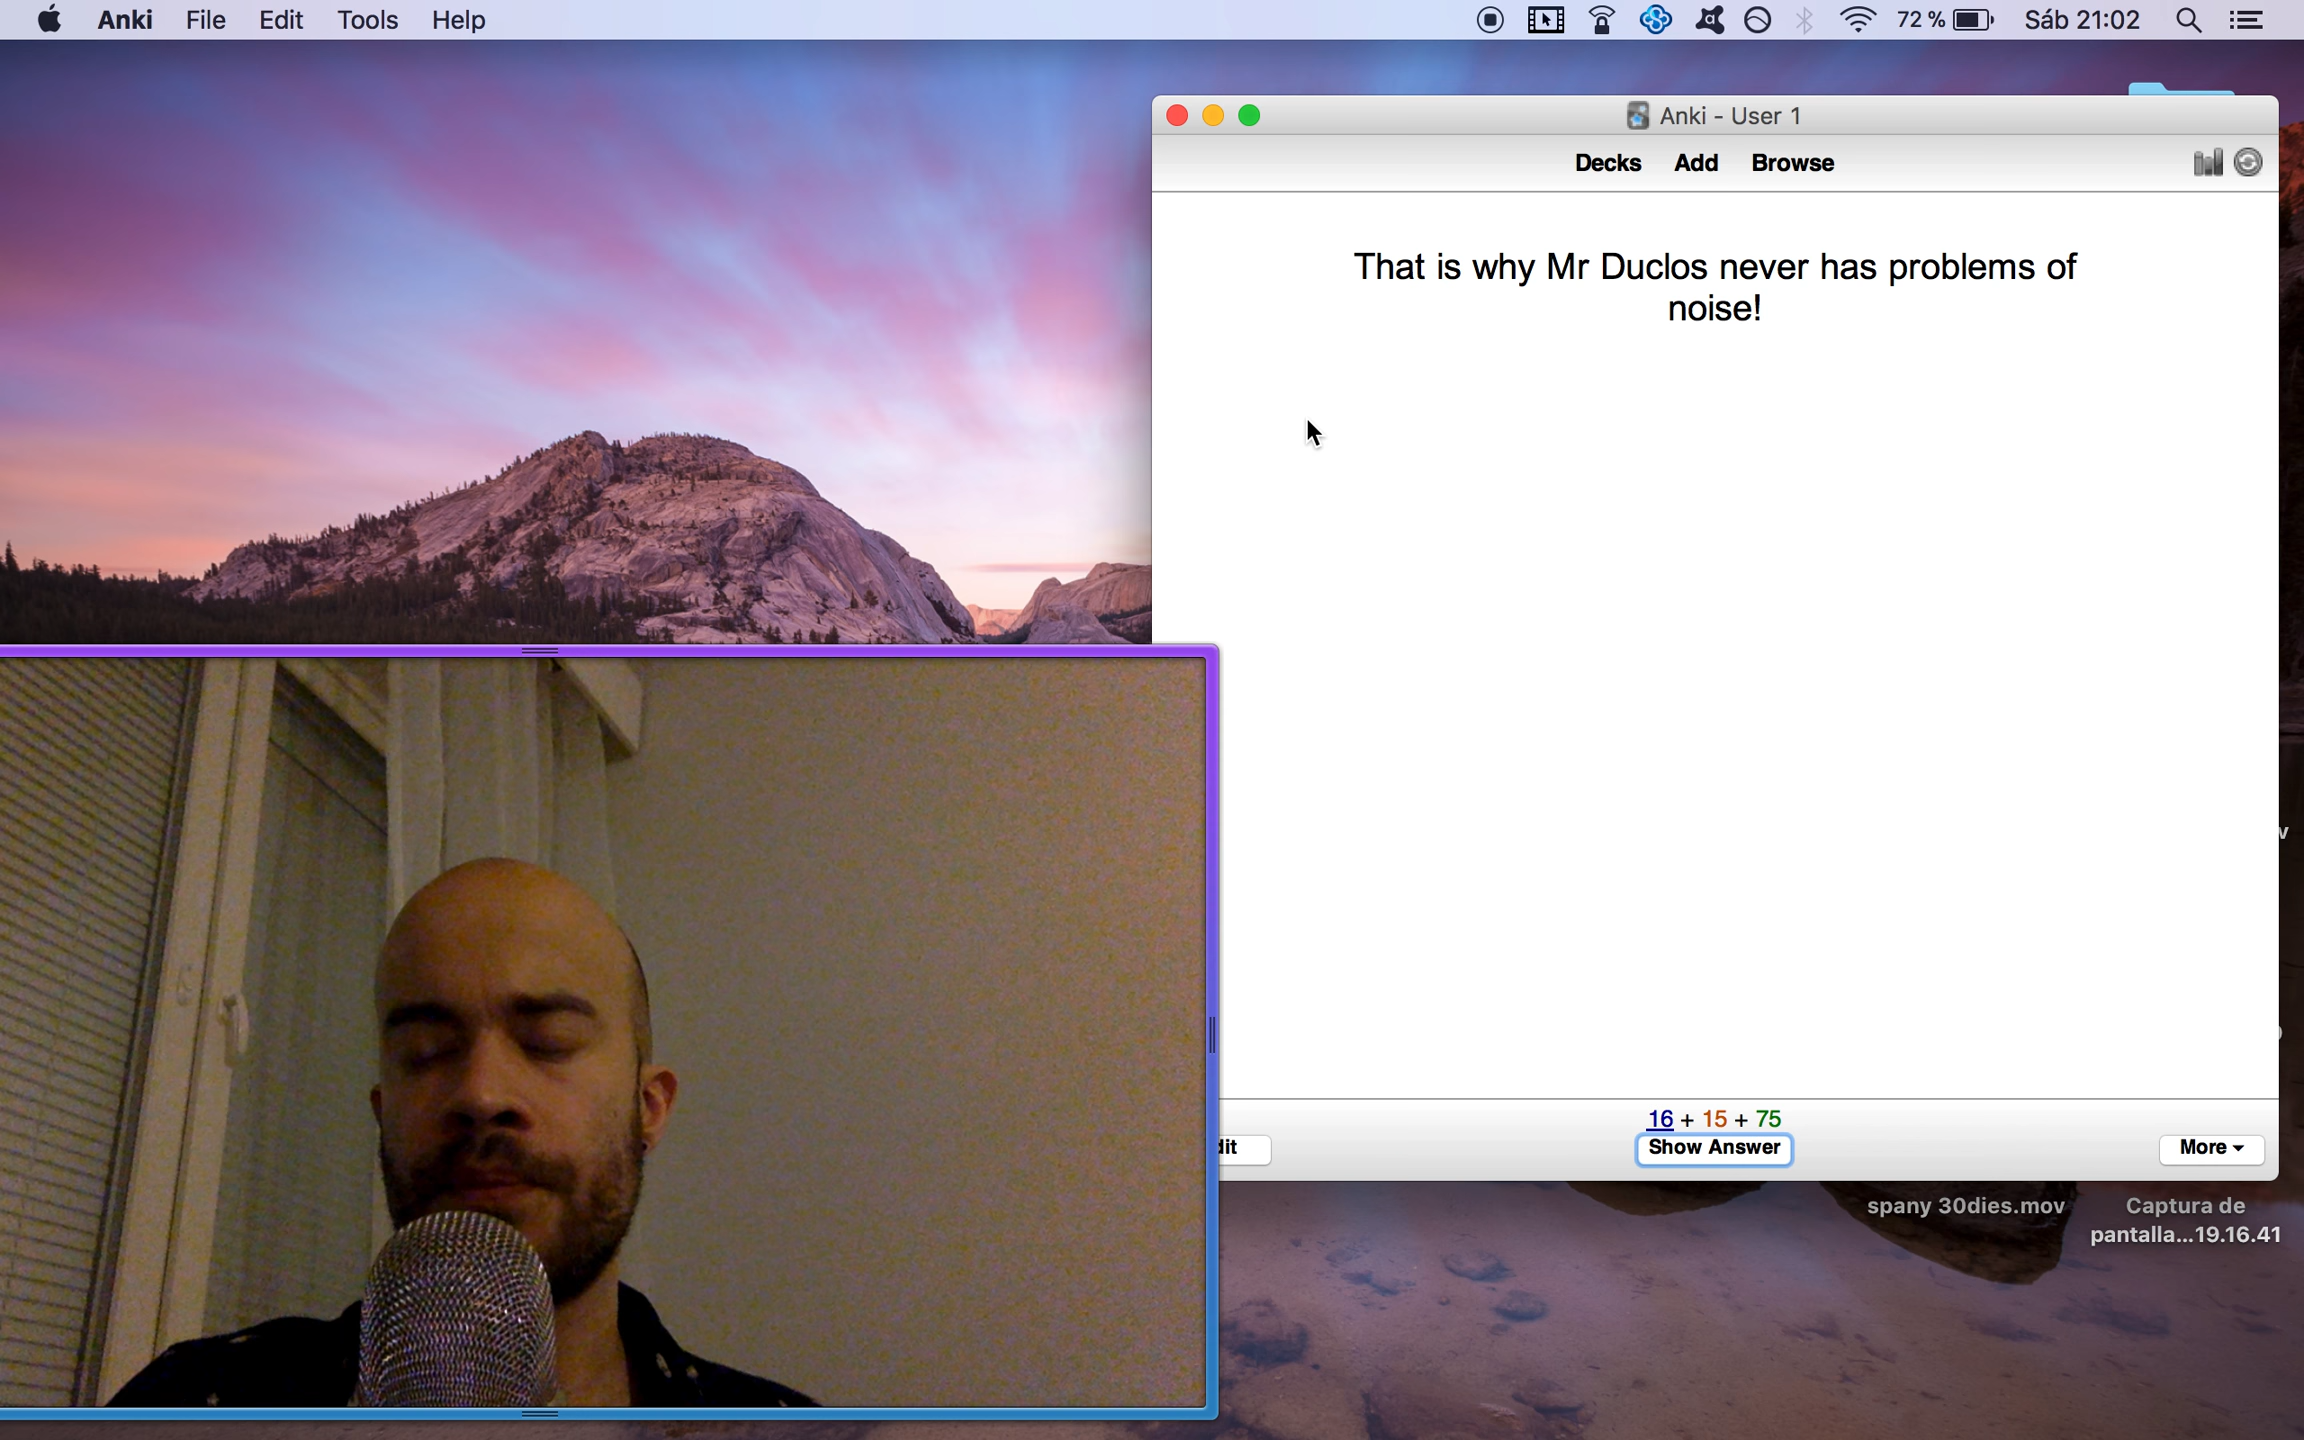 Anki File Edit Tools Help
72 % Sáb 21:02
Anki - User 1
Decks Add Browse
That is why Mr Duclos never has problems of
noise!
16 + 15 + 75
dit Show Answer More
spany 30dies.mov
Captura de
pantalla...19.16.41
v